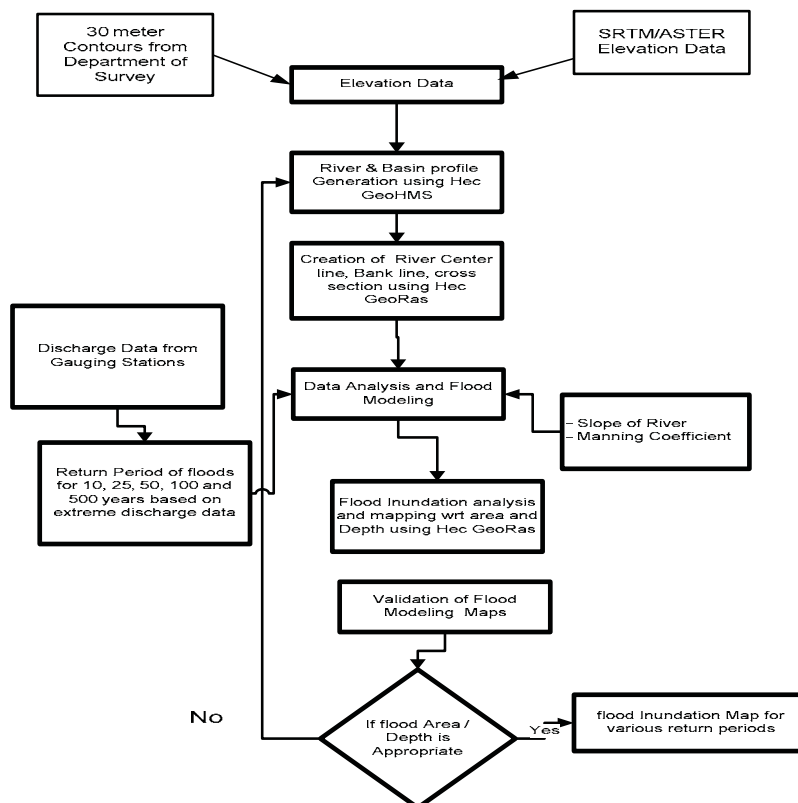 30 meter
Contours from
Department of
Survey
SRTM/ASTER
Elevation Data
Elevation Data
River & Basin profile
Generation using Hec
GeoHMS
Creation of River Center
line, Bank line, cross
section using Hec
GeoRas
Discharge Data from
Gauging Stations
Data Analysis and Flood
Modeling
– Slope of River
– Manning Coefficient
Return Period of floods
for 10, 25, 50, 100 and
500 years based on
extreme discharge data
Flood Inundation analysis
and mapping wrt area and
Depth using Hec GeoRas
Validation of Flood
Modeling Maps
No
If flood Area /
Depth is
Appropriate
Yes
flood Inundation Map for
various return periods